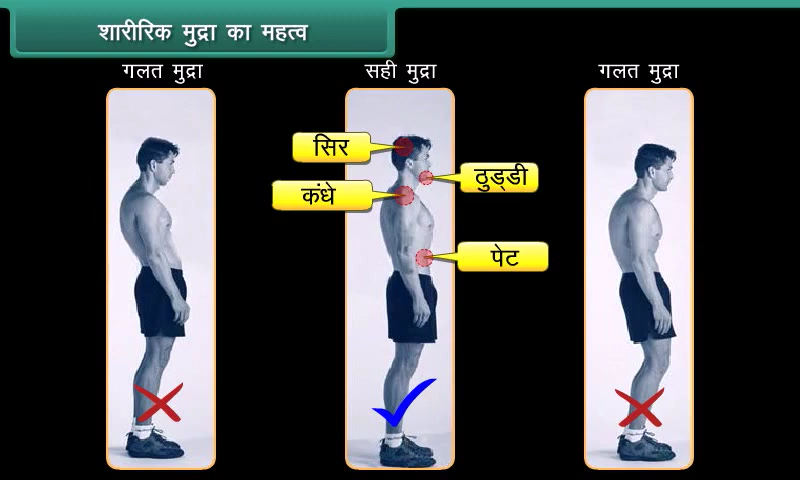 शारीरिक मुद्रा का महत्व
गलत मुद्रा
सही मुद्रा
गलत मुद्रा
सिर
ठुड्डी
कंधे
पेट